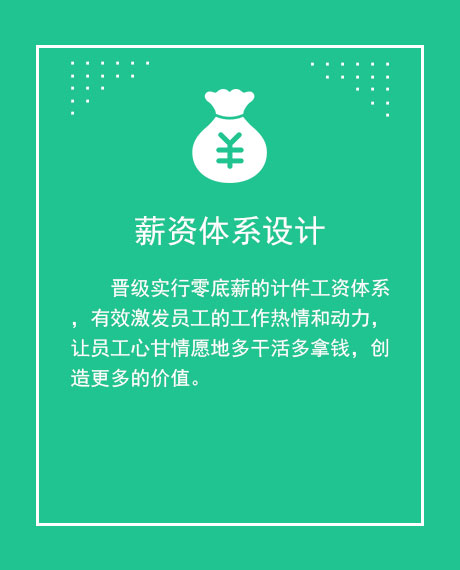 薪资体系设计
晋级实行零底薪的计件工资体系
，有效激发员工的工作热情和动力，
让员工心甘情愿地多干活多拿钱，创
造更多的价值。